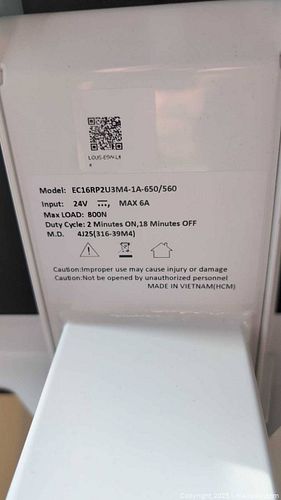 Model: EC16RP2U3M4-1A-650/560
Input: 24V ⎓, MAX 6A
Max LOAD: 800N
Duty Cycle: 2 Minutes ON,18 Minutes OFF
M.D. 4J25(316-39M4)
Caution:Improper use may cause injury or damage
Caution:Not be opened by unauthorized personnel
MADE IN VIETNAM(HCM)